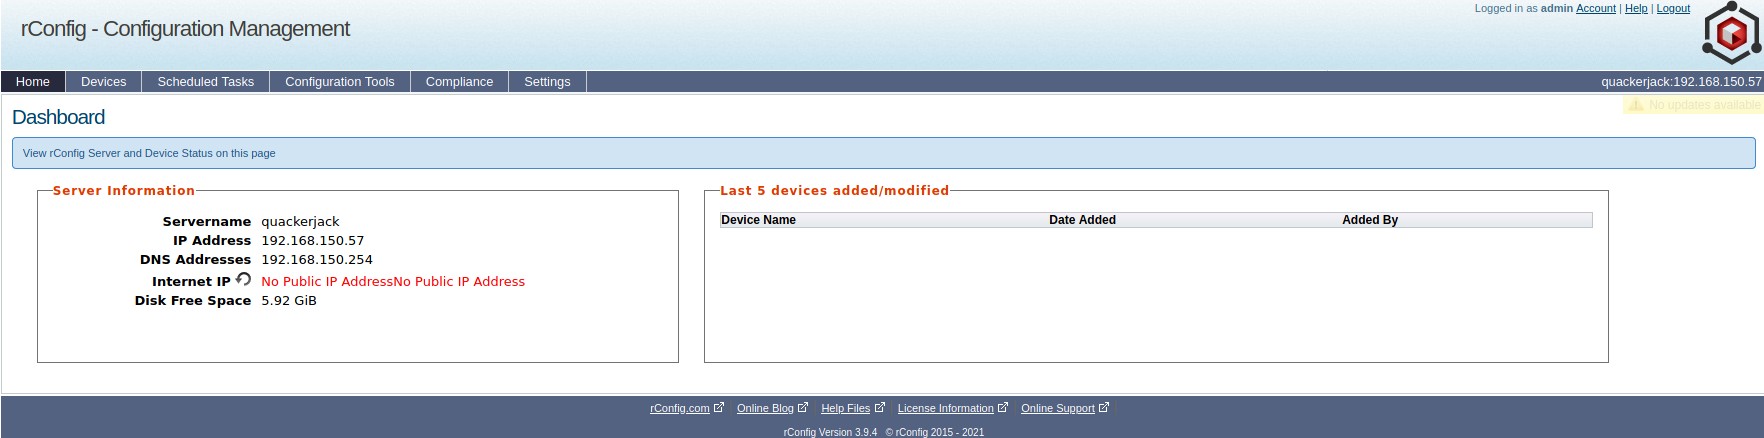 Logged in as admin Account | Help | Logout
rConfig - Configuration Management
Home Devices Scheduled Tasks Configuration Tools Compliance Settings quackerjack:192.168.150.57
No updates available
Dashboard
View rConfig Server and Device Status on this page
Server Information
Servername quackerjack
IP Address 192.168.150.57
DNS Addresses 192.168.150.254
Internet IP No Public IP AddressNo Public IP Address
Disk Free Space 5.92 GiB
Last 5 devices added/modified
Device Name Date Added Added By
rConfig.com Online Blog Help Files License Information Online Support
rConfig Version 3.9.4 © rConfig 2015 - 2021